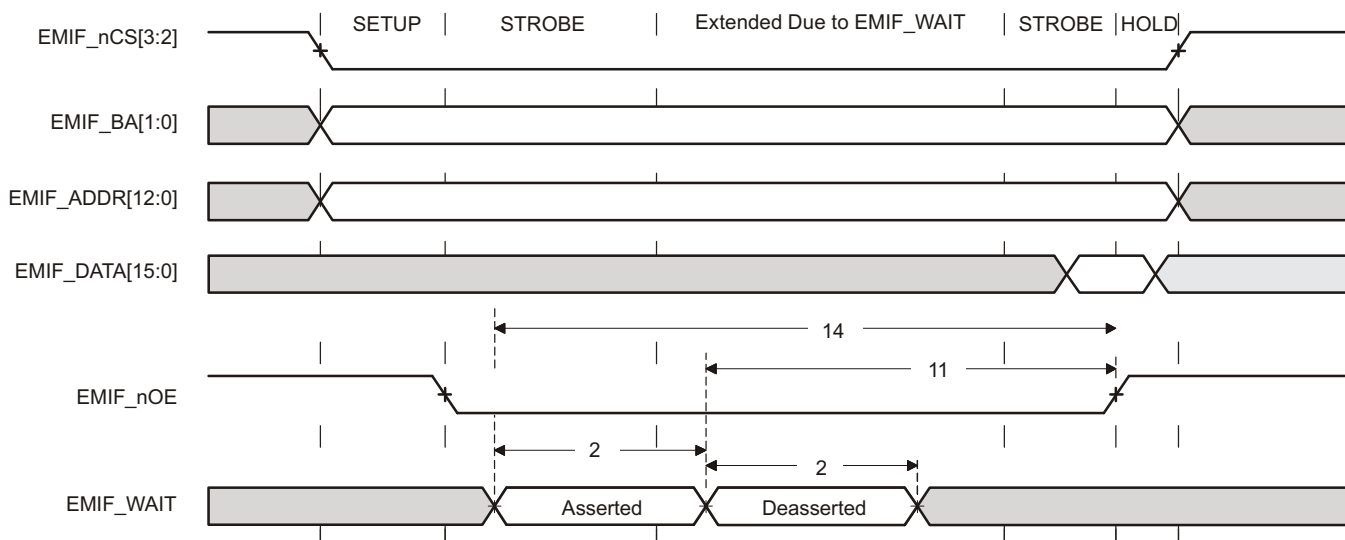 SETUP STROBE Extended Due to EMIF_WAIT STROBE HOLD
EMIF_nCS[3:2]
EMIF_BA[1:0]
EMIF_ADDR[12:0]
EMIF_DATA[15:0]
14
11
EMIF_nOE
2
2
EMIF_WAIT Asserted Deasserted